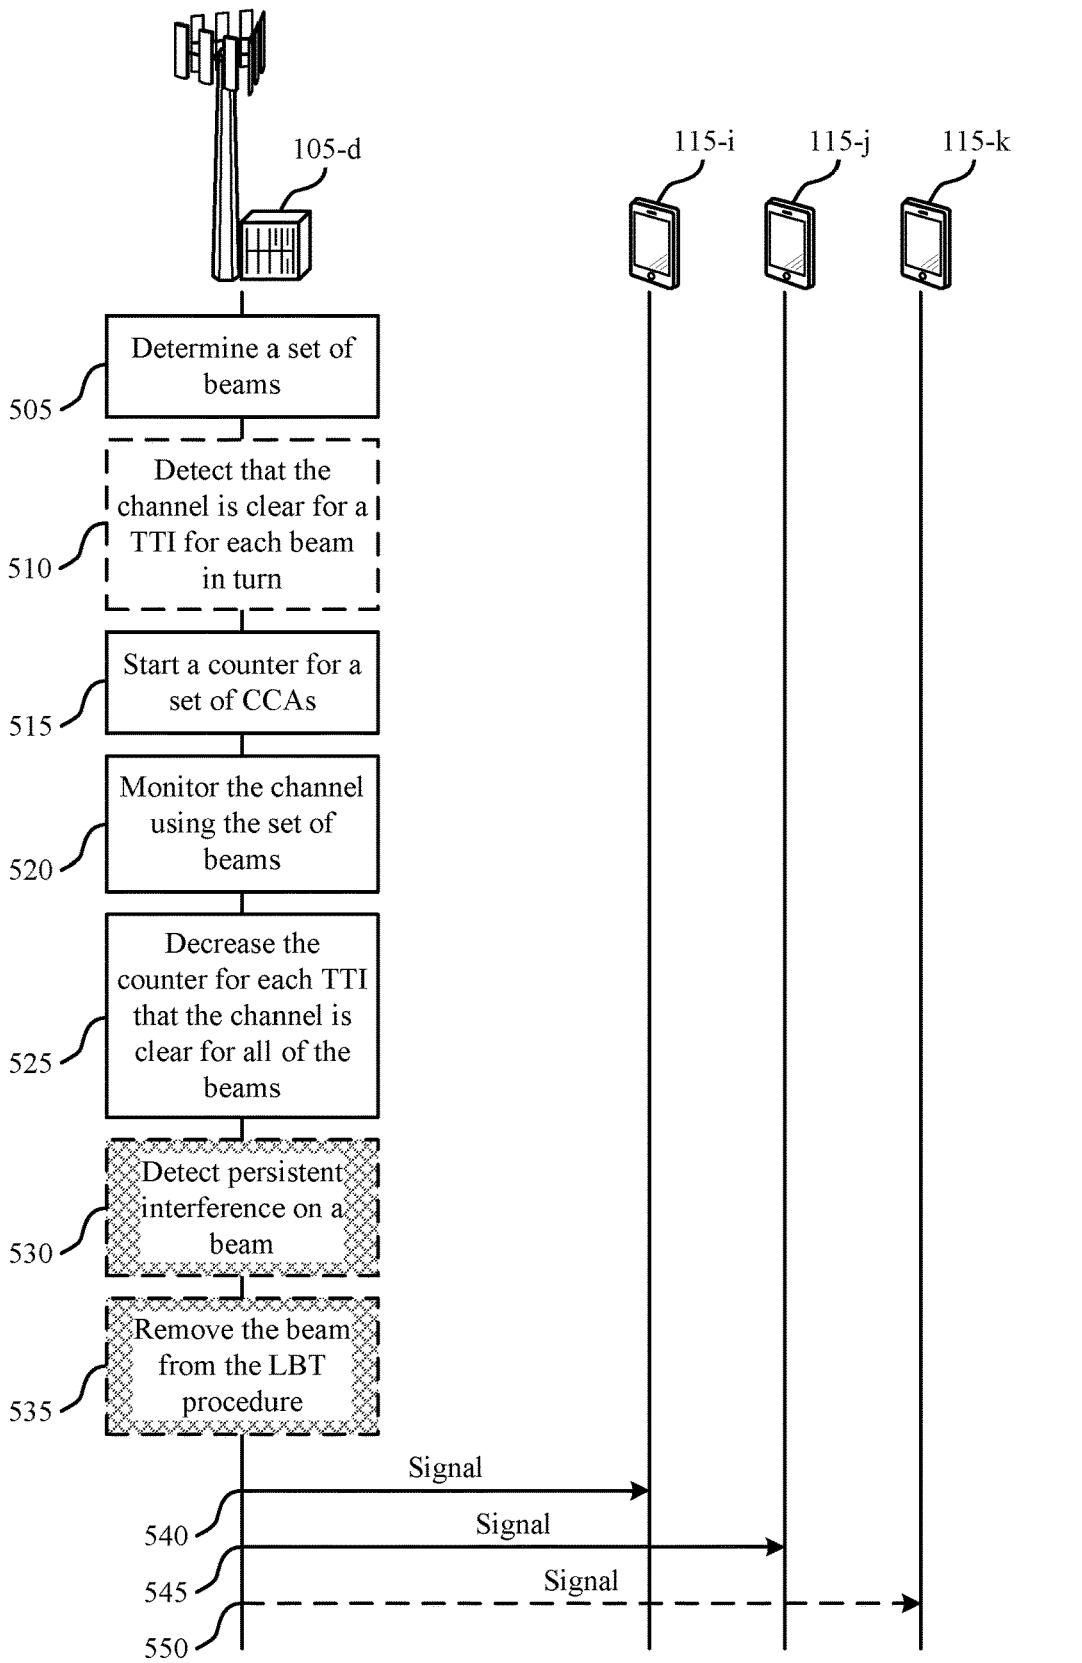 105-d
115-i
115-j
115-k
Determine a set of
beams
505
Detect that the
channel is clear for a
TTI for each beam
in turn
510
Start a counter for a
set of CCAs
515
Monitor the channel
using the set of
beams
520
Decrease the
counter for each TTI
that the channel is
clear for all of the
beams
525
Detect persistent
interference on a
beam
530
Remove the beam
from the LBT
procedure
535
Signal
540
Signal
545
Signal
550